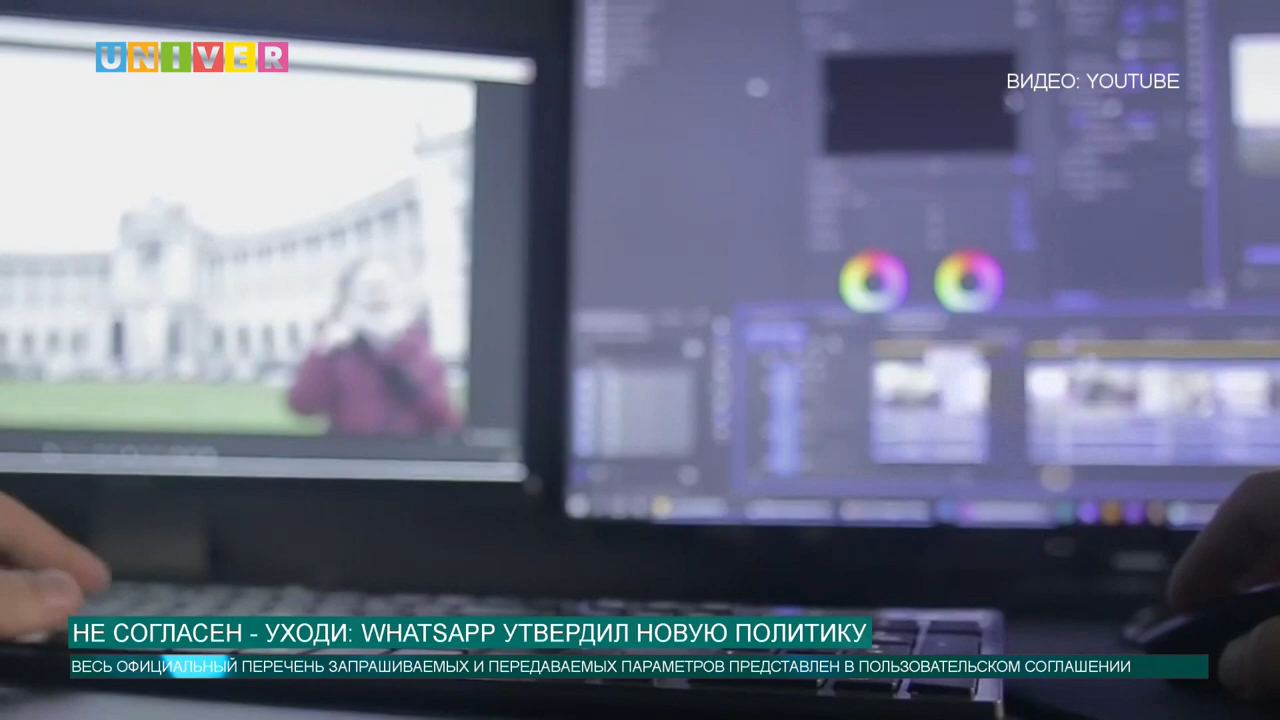 UNIVER
ВИДЕО: YOUTUBE
НЕ СОГЛАСЕН - УХОДИ: WHATSAPP УТВЕРДИЛ НОВУЮ ПОЛИТИКУ
ВЕСЬ ОФИЦИАЛЬНЫЙ ПЕРЕЧЕНЬ ЗАПРАШИВАЕМЫХ И ПЕРЕДАВАЕМЫХ ПАРАМЕТРОВ ПРЕДСТАВЛЕН В ПОЛЬЗОВАТЕЛЬСКОМ СОГЛАШЕНИИ